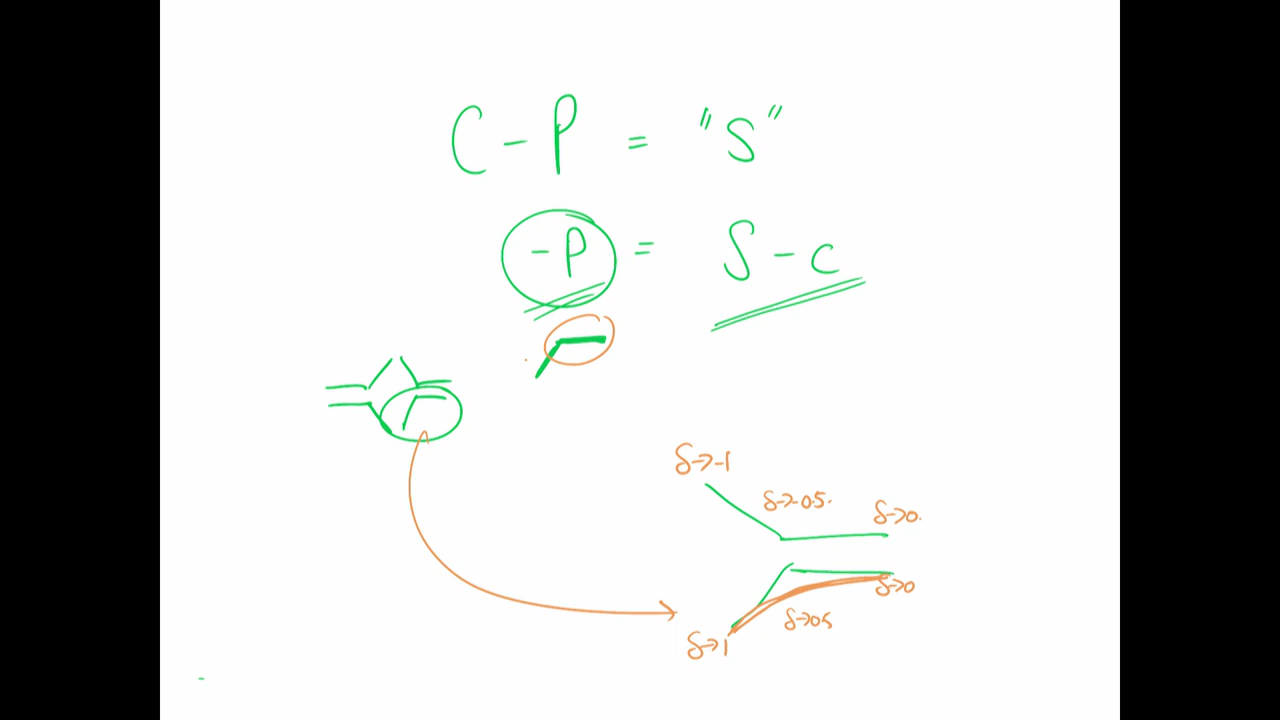 C - P = "S"
-P = S - c
δ→-1
δ→-0.5.
δ→0.
δ→0
δ→0.5
δ→1